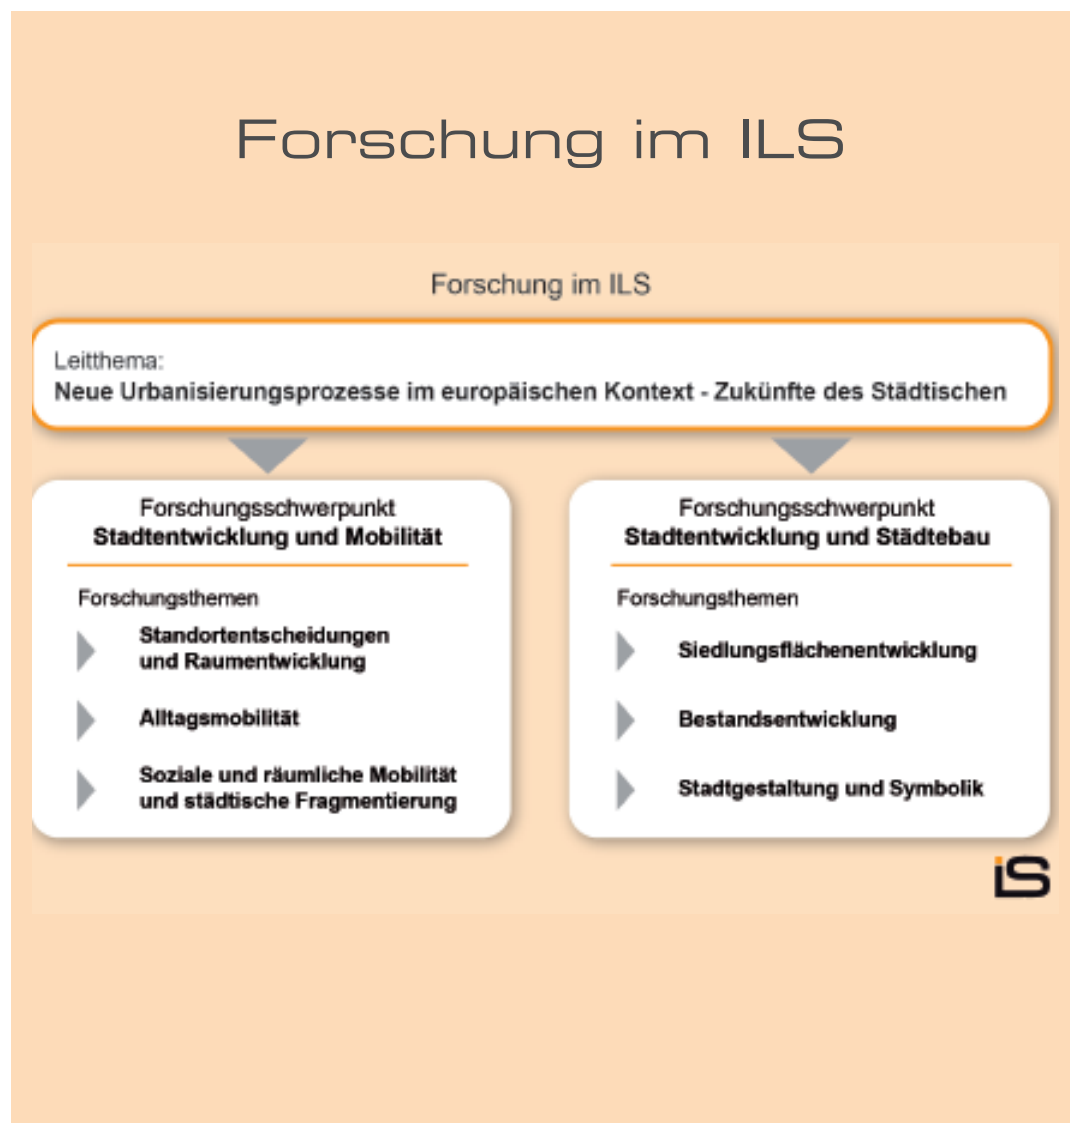 Forschung im ILS
Forschung im ILS
Leitthema:
Neue Urbanisierungsprozesse im europäischen Kontext - Zukünfte des Städtischen
Forschungsschwerpunkt
Stadtentwicklung und Mobilität
Forschungsthemen
Standortentscheidungen
und Raumentwicklung
Alltagsmobilität
Soziale und räumliche Mobilität
und städtische Fragmentierung
Forschungsschwerpunkt
Stadtentwicklung und Städtebau
Forschungsthemen
Siedlungsflächenentwicklung
Bestandsentwicklung
Stadtgestaltung und Symbolik
ilS